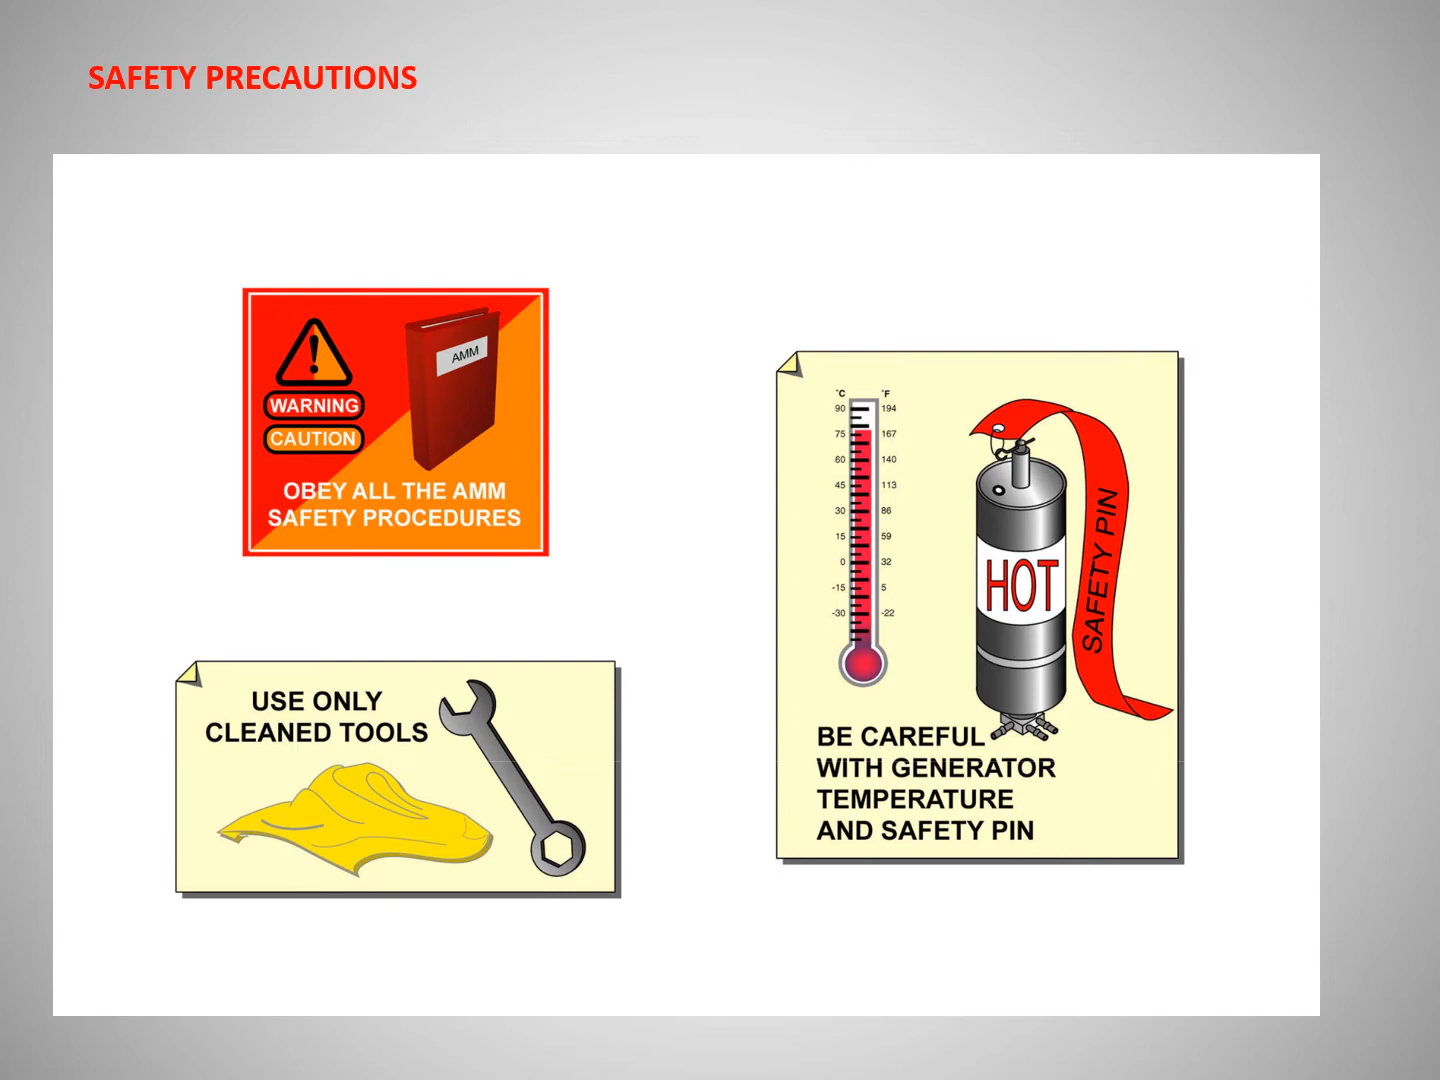 SAFETY PRECAUTIONS
AMM
WARNING
CAUTION
OBEY ALL THE AMM
SAFETY PROCEDURES
USE ONLY
CLEANED TOOLS
°C °F
90 194
75 167
60 140
45 113
30 86
15 59
0 32
-15 5
-30 -22
HOT
SAFETY PIN
BE CAREFUL
WITH GENERATOR
TEMPERATURE
AND SAFETY PIN